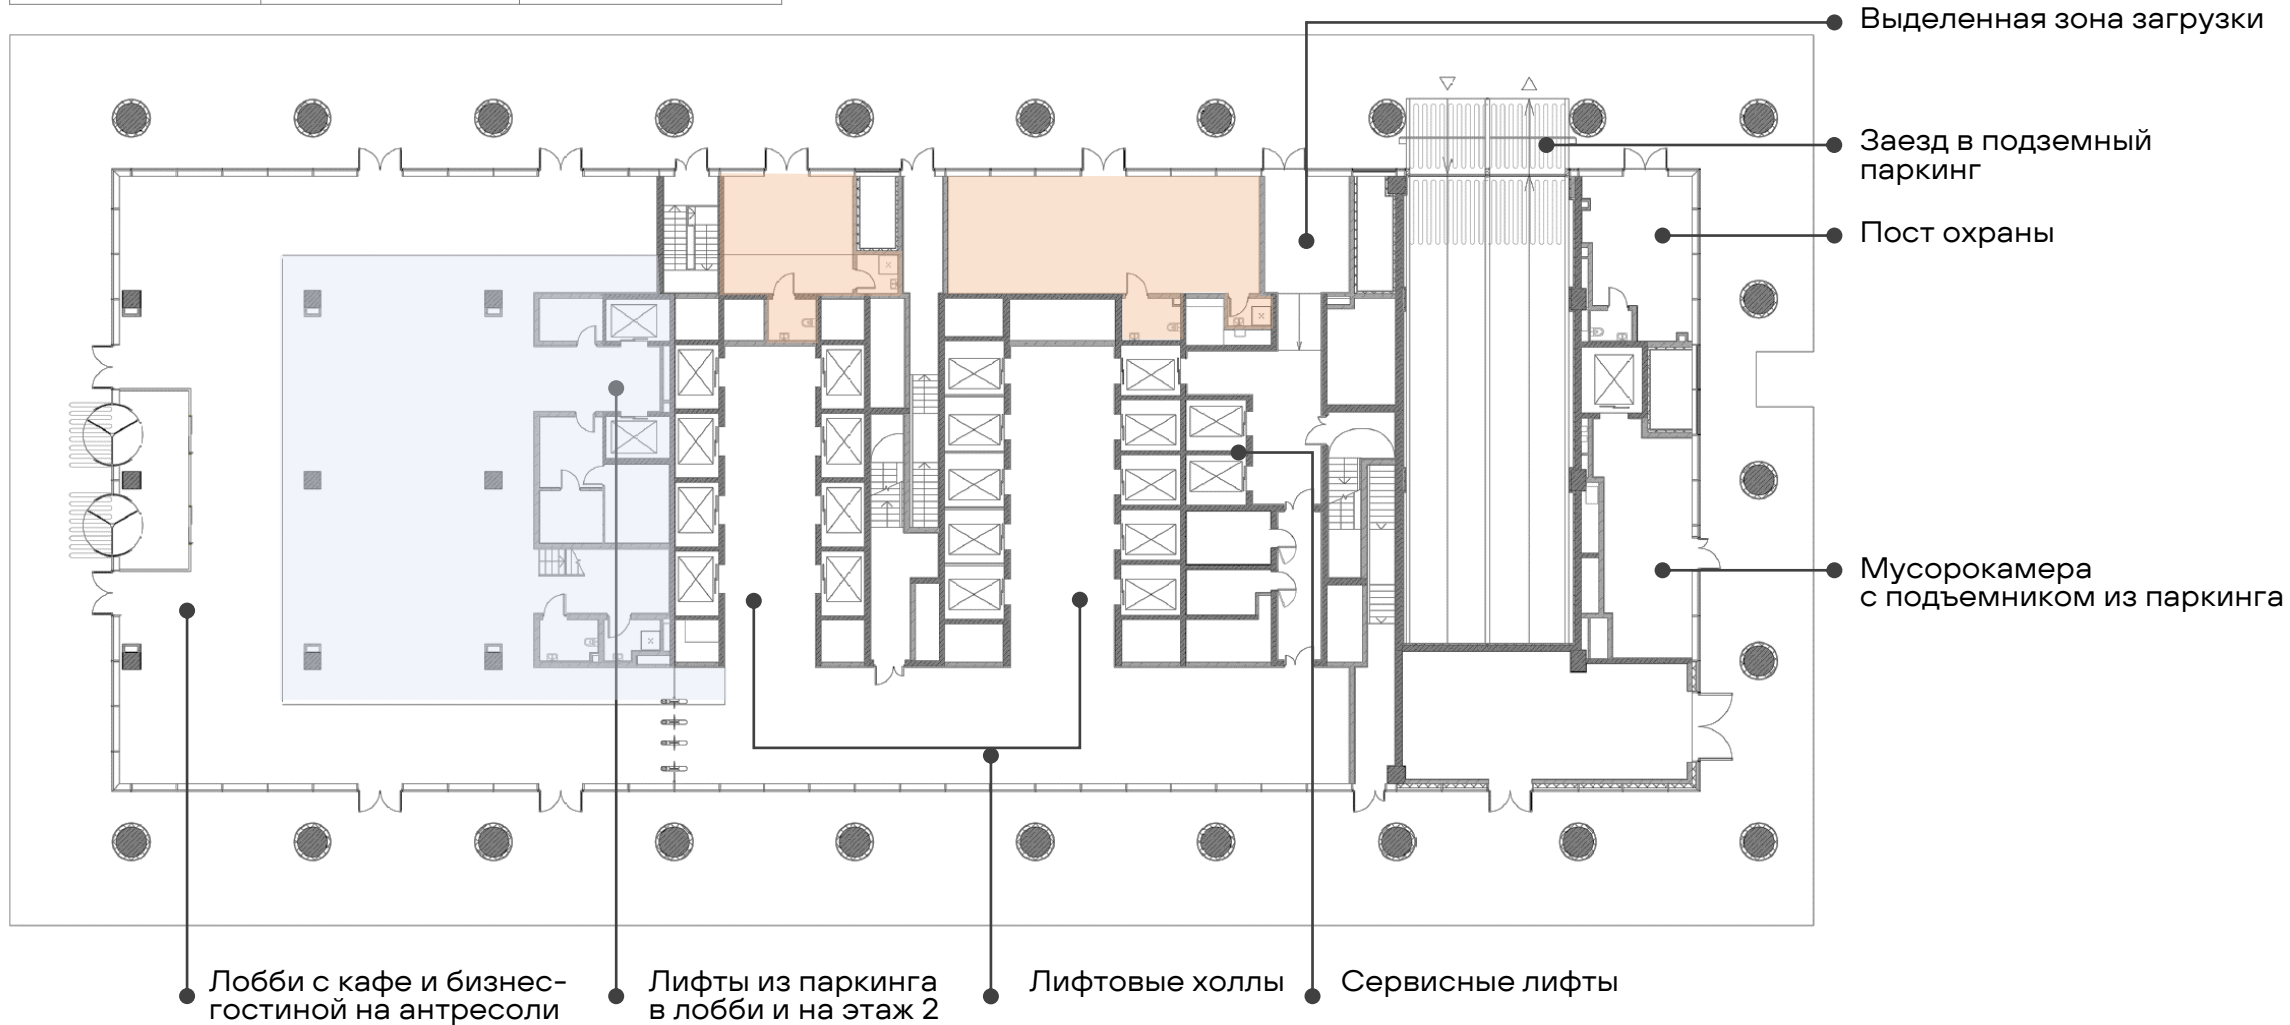 Выделенная зона загрузки
Заезд в подземный
паркинг
Пост охраны
Мусорокамера
с подъемником из паркинга
Лобби с кафе и бизнес-
гостиной на антресоли
Лифты из паркинга
в лобби и на этаж 2
Лифтовые холлы
Сервисные лифты